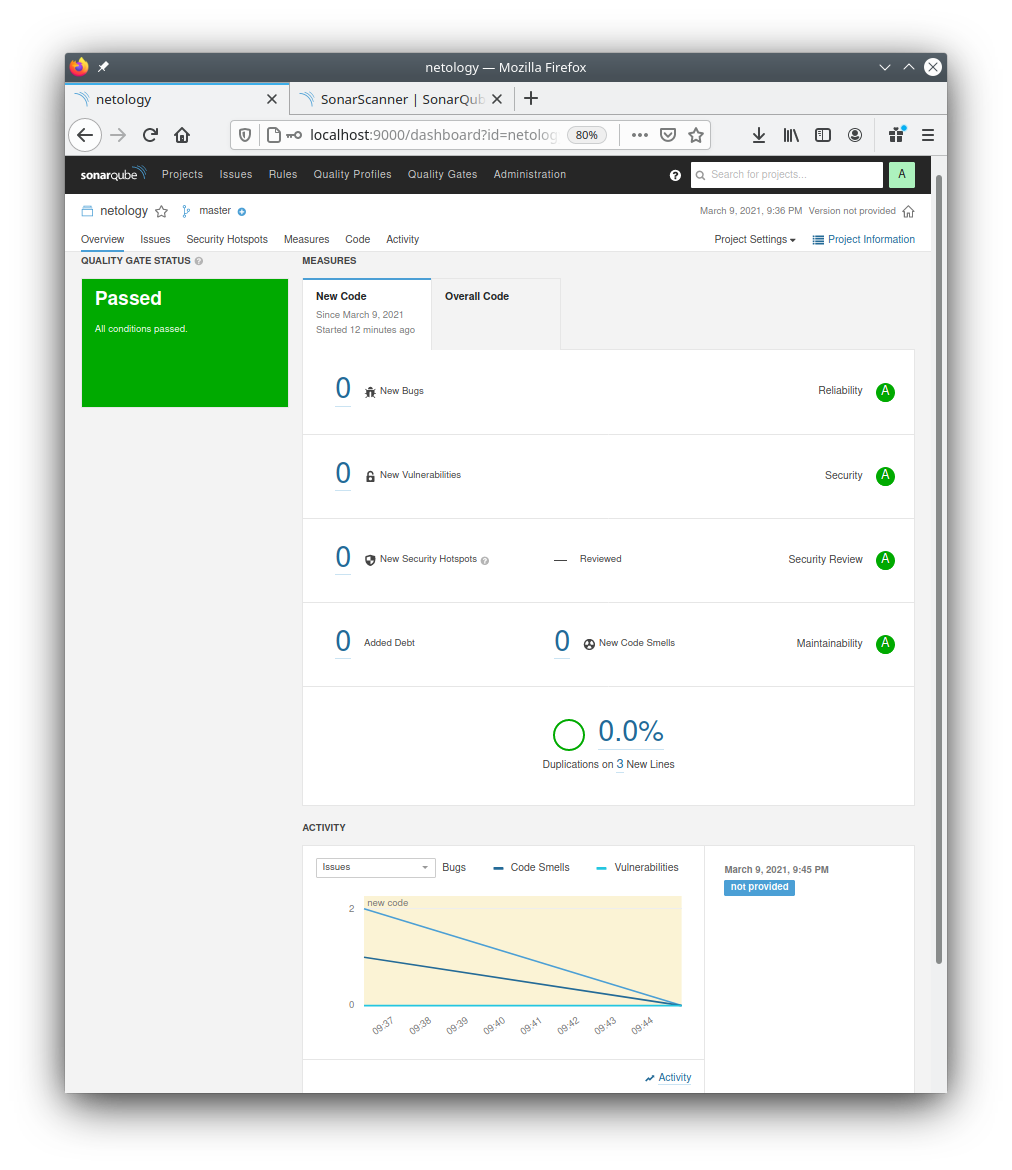 netology — Mozilla Firefox
netology
SonarScanner | SonarQub
localhost:9000/dashboard?id=netolog
80%
sonarqube Projects Issues Rules Quality Profiles Quality Gates Administration
Search for projects...
A
netology master
March 9, 2021, 9:36 PM Version not provided
Overview Issues Security Hotspots Measures Code Activity
Project Settings Project Information
QUALITY GATE STATUS
Passed
All conditions passed.
MEASURES
New Code
Since March 9, 2021
Started 12 minutes ago
Overall Code
0 New Bugs Reliability A
0 New Vulnerabilities Security A
0 New Security Hotspots — Reviewed Security Review A
0 Added Debt 0 New Code Smells Maintainability A
0.0%
Duplications on 3 New Lines
ACTIVITY
Issues Bugs Code Smells Vulnerabilities
new code
2
0
09:37 09:38 09:39 09:40 09:41 09:42 09:43 09:44
Activity
March 9, 2021, 9:45 PM
not provided